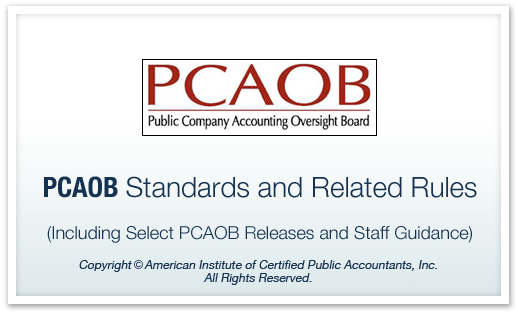 PCAOB
Public Company Accounting Oversight Board
PCAOB Standards and Related Rules
(Including Select PCAOB Releases and Staff Guidance)
Copyright © American Institute of Certified Public Accountants, Inc.
All Rights Reserved.